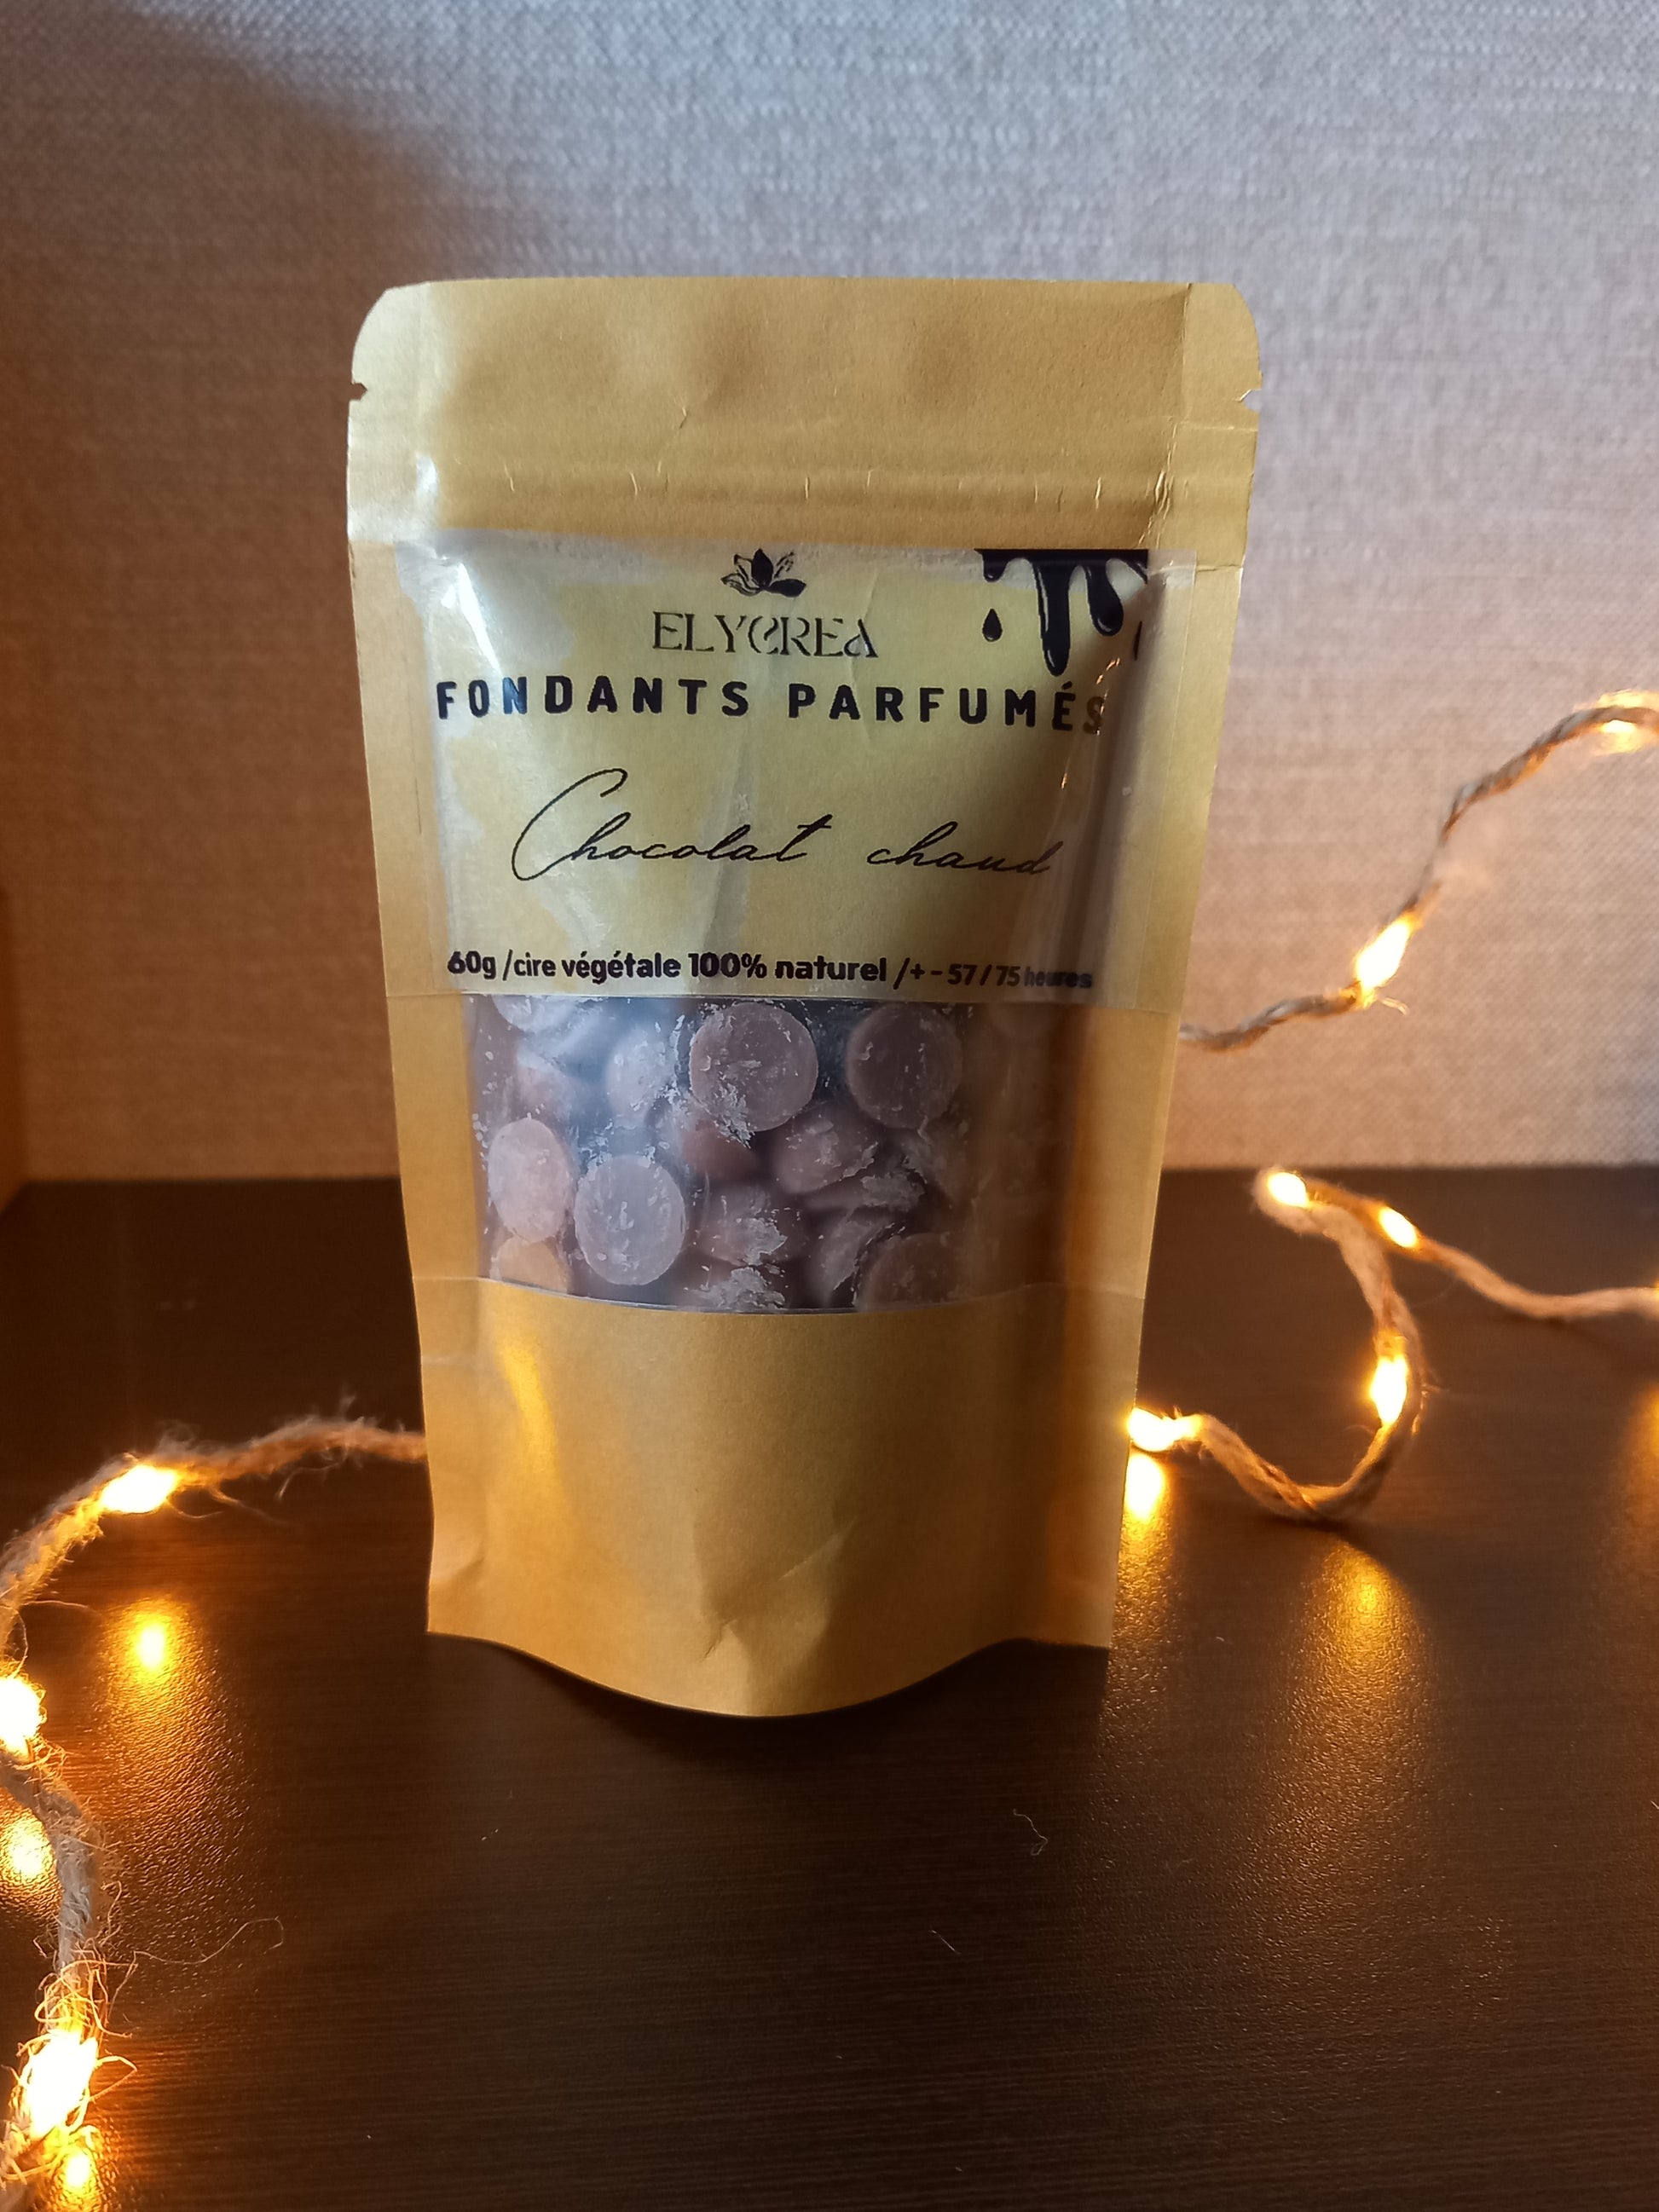 ELYCREA
FONDANTS PARFUMÉS
Chocolat chaud
60g /cire végétale 100% naturel /+-57/75 heures